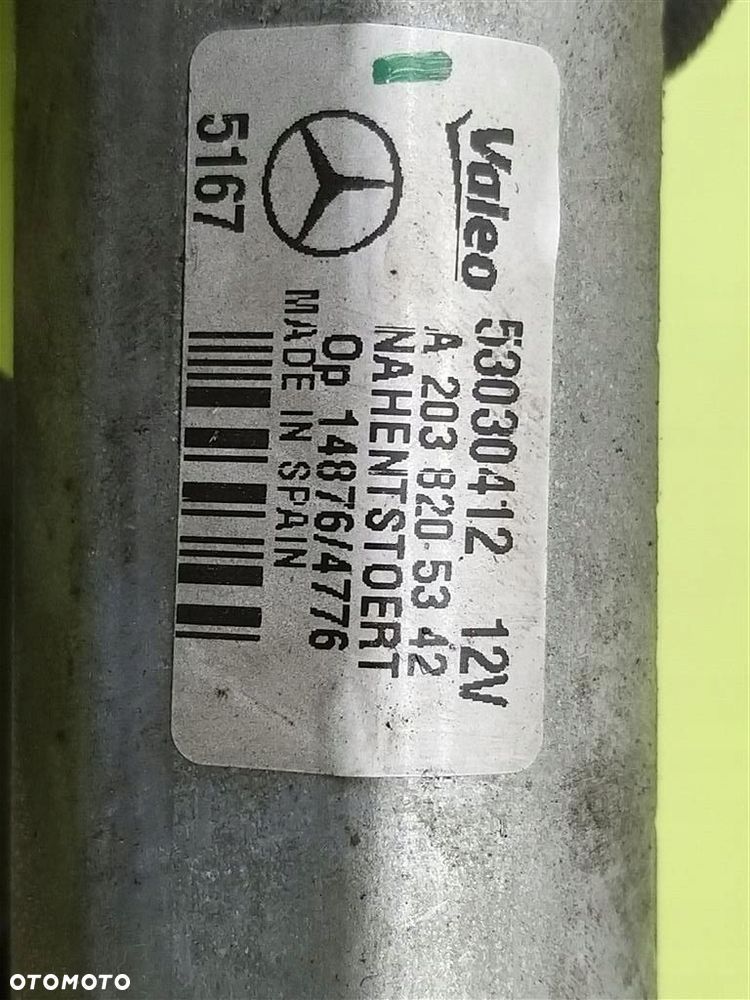 Valeo 53030412 12V
A 203 820 53 42
NAHENTSTOERT
Op 14876/4776
MADE IN SPAIN
5167
OTOMOTO